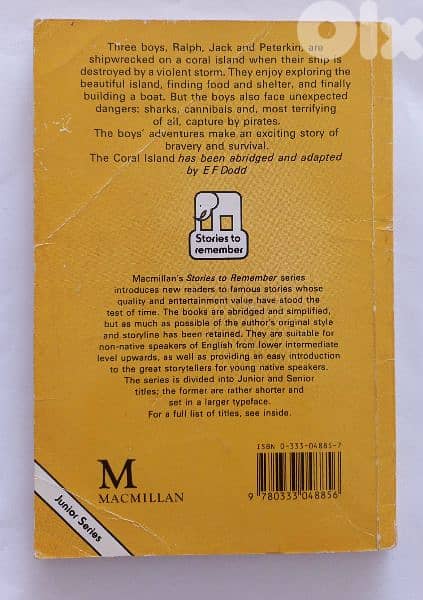 olx
Three boys, Ralph, Jack and Peterkin, are
shipwrecked on a coral island when their ship is
destroyed by a violent storm. They enjoy exploring the
beautiful island, finding food and shelter, and finally
building a boat. But the boys also face unexpected
dangers: sharks, cannibals and, most terrifying
of all, capture by pirates.
The boys' adventures make an exciting story of
bravery and survival.
The Coral Island has been abridged and adapted
by E F Dodd
Stories to
remember
Macmillan's Stories to Remember series
introduces new readers to famous stories whose
quality and entertainment value have stood the
test of time. The books are abridged and simplified,
but as much as possible of the author's original style
and storyline has been retained. They are suitable for
non-native speakers of English from lower intermediate
level upwards, as well as providing an easy introduction
to the great storytellers for young native speakers.
The series is divided into Junior and Senior
titles; the former are rather shorter and
set in a larger typeface.
For a full list of titles, see inside.
ISBN 0-333-04885-7
9 780333 048856
M
MACMILLAN
Junior Series